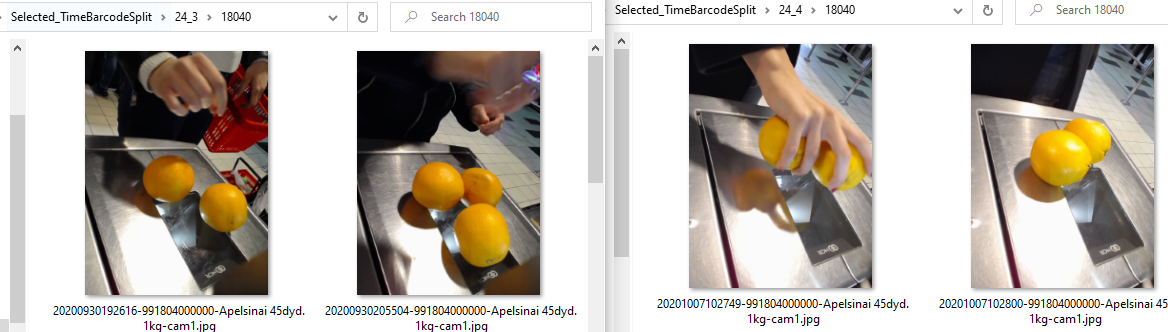 Selected_TimeBarcodeSplit > 24_3 > 18040
Search 18040
20200930192616-991804000000-Apelsinai 45dyd.
1kg-cam1.jpg
20200930205504-991804000000-Apelsinai 45dyd.
1kg-cam1.jpg
Selected_TimeBarcodeSplit > 24_4 > 18040
Search 18040
20201007102749-991804000000-Apelsinai 45dyd.
1kg-cam1.jpg
20201007102800-991804000000-Apelsinai 45dyd.
1kg-cam1.jpg